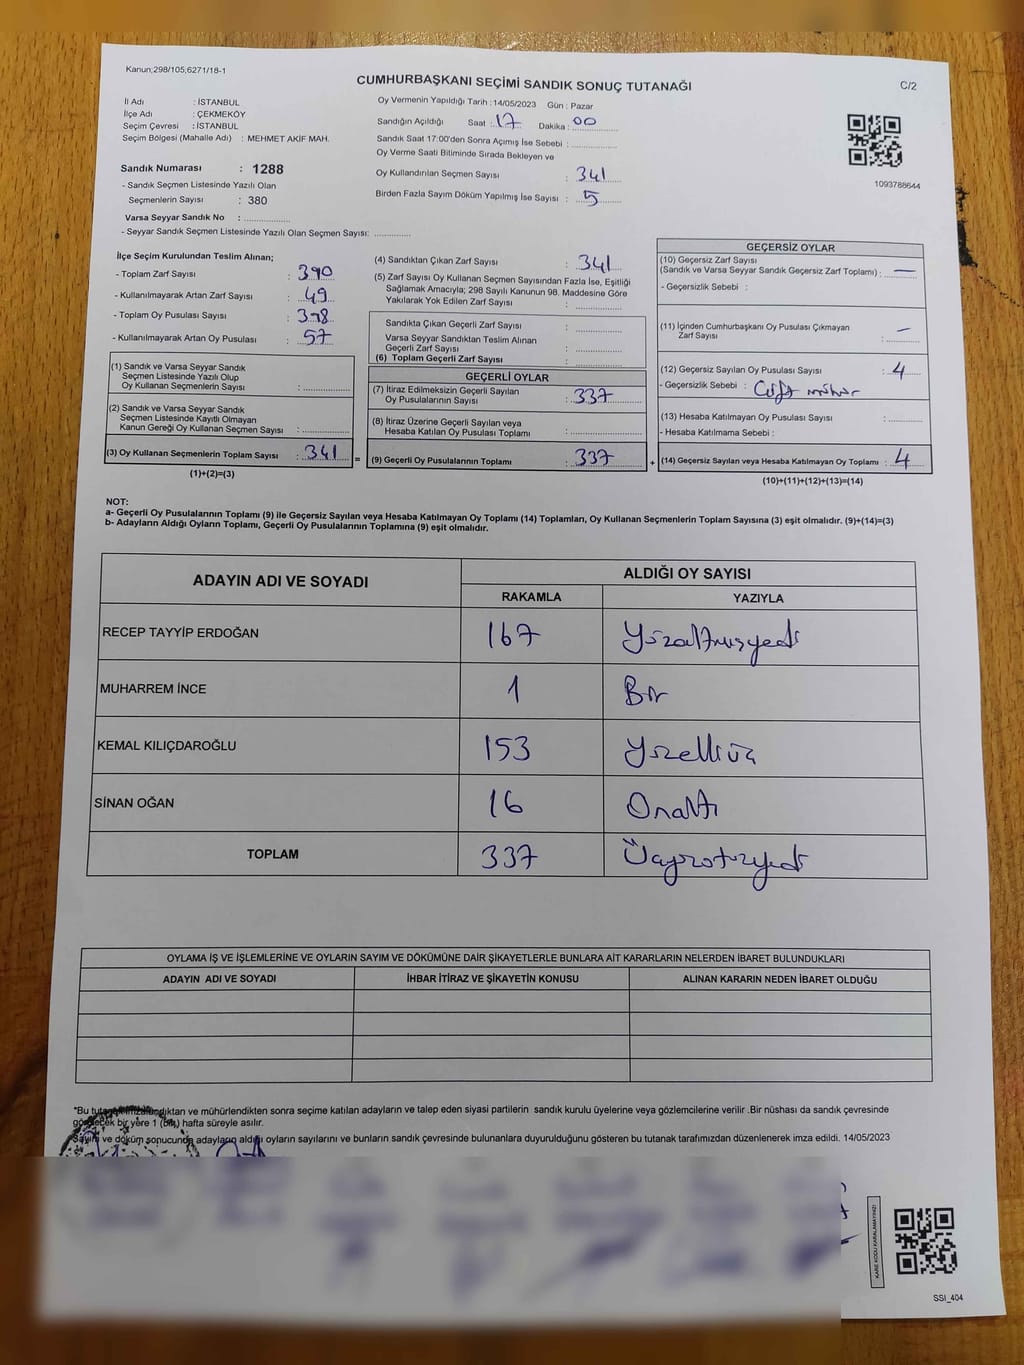 Kanun;298/105;6271/18-1
CUMHURBAŞKANI SEÇİMİ SANDIK SONUÇ TUTANAĞI
C/2
İl Adı : İSTANBUL
İlçe Adı : ÇEKMEKÖY
Seçim Çevresi : İSTANBUL
Seçim Bölgesi (Mahalle Adı) : MEHMET AKİF MAH.
Sandık Numarası : 1288
- Sandık Seçmen Listesinde Yazılı Olan
Seçmenlerin Sayısı : 380
Varsa Seyyar Sandık No :
- Seyyar Sandık Seçmen Listesinde Yazılı Olan Seçmen Sayısı:
Oy Vermenin Yapıldığı Tarih : 14/05/2023 Gün : Pazar
Sandığın Açıldığı Saat : 17 Dakika : 00
Sandık Saat 17:00'den Sonra Açımış İse Sebebi :
Oy Verme Saati Bitiminde Sırada Bekleyen ve
Oy Kullandırılan Seçmen Sayısı : 341
Birden Fazla Sayım Döküm Yapılmış İse Sayısı : 5
1093788644
İlçe Seçim Kurulundan Teslim Alınan;
- Toplam Zarf Sayısı : 390
- Kullanılmayarak Artan Zarf Sayısı : 49
- Toplam Oy Pusulası Sayısı : 398
- Kullanılmayarak Artan Oy Pusulası : 57
(1) Sandık ve Varsa Seyyar Sandık
Seçmen Listesinde Yazılı Olup
Oy Kullanan Seçmenlerin Sayısı :
(2) Sandık ve Varsa Seyyar Sandık
Seçmen Listesinde Kayıtlı Olmayan
Kanun Gereği Oy Kullanan Seçmen Sayısı :
(3) Oy Kullanan Seçmenlerin Toplam Sayısı : 341 =
(1)+(2)=(3)
(4) Sandıktan Çıkan Zarf Sayısı : 341
(5) Zarf Sayısı Oy Kullanan Seçmen Sayısından Fazla İse, Eşitliği
Sağlamak Amacıyla; 298 Sayılı Kanunun 98. Maddesine Göre
Yakılarak Yok Edilen Zarf Sayısı :
Sandıkta Çıkan Geçerli Zarf Sayısı :
Varsa Seyyar Sandıktan Teslim Alınan
Geçerli Zarf Sayısı :
(6) Toplam Geçerli Zarf Sayısı :
GEÇERLİ OYLAR
(7) İtiraz Edilmeksizin Geçerli Sayılan
Oy Pusulalarının Sayısı : 337
(8) İtiraz Üzerine Geçerli Sayılan veya
Hesaba Katılan Oy Pusulası Toplamı :
(9) Geçerli Oy Pusulalarının Toplamı : 337 +
GEÇERSİZ OYLAR
(10) Geçersiz Zarf Sayısı
(Sandık ve Varsa Seyyar Sandık Geçersiz Zarf Toplamı) : —
- Geçersizlik Sebebi :
(11) İçinden Cumhurbaşkanı Oy Pusulası Çıkmayan
Zarf Sayısı : —
(12) Geçersiz Sayılan Oy Pusulası Sayısı : 4
- Geçersizlik Sebebi : Çift mühür
(13) Hesaba Katılmayan Oy Pusulası Sayısı :
- Hesaba Katılmama Sebebi :
(14) Geçersiz Sayılan veya Hesaba Katılmayan Oy Toplamı : 4
(10)+(11)+(12)+(13)=(14)
NOT:
a- Geçerli Oy Pusulalarının Toplamı (9) ile Geçersiz Sayılan veya Hesaba Katılmayan Oy Toplamı (14) Toplamları, Oy Kullanan Seçmenlerin Toplam Sayısına (3) eşit olmalıdır. (9)+(14)=(3)
b- Adayların Aldığı Oyların Toplamı, Geçerli Oy Pusulalarının Toplamına (9) eşit olmalıdır.
ADAYIN ADI VE SOYADI ALDIĞI OY SAYISI
RAKAMLA YAZIYLA
RECEP TAYYİP ERDOĞAN 167 Yüzaltmışyedi
MUHARREM İNCE 1 Bir
KEMAL KILIÇDAROĞLU 153 Yüzelliüç
SİNAN OĞAN 16 Onaltı
TOPLAM 337 Üçyüzotuzyedi
OYLAMA İŞ VE İŞLEMLERİNE VE OYLARIN SAYIM VE DÖKÜMÜNE DAİR ŞİKAYETLERLE BUNLARA AİT KARARLARIN NELERDEN İBARET BULUNDUKLARI
ADAYIN ADI VE SOYADI İHBAR İTİRAZ VE ŞİKAYETİN KONUSU ALINAN KARARIN NEDEN İBARET OLDUĞU
*Bu tutanak imzalandıktan ve mühürlendikten sonra seçime katılan adayların ve talep eden siyasi partilerin sandık kurulu üyelerine veya gözlemcilerine verilir .Bir nüshası da sandık çevresinde
görülecek bir yere 1 (bir) hafta süreyle asılır.
Sayım ve döküm sonucunda adayların aldığı oyların sayılarını ve bunların sandık çevresinde bulunanlara duyurulduğunu gösteren bu tutanak tarafımızdan düzenlenerek imza edildi. 14/05/2023
KARE KODU KARALAMAYINIZ!
SSI_404